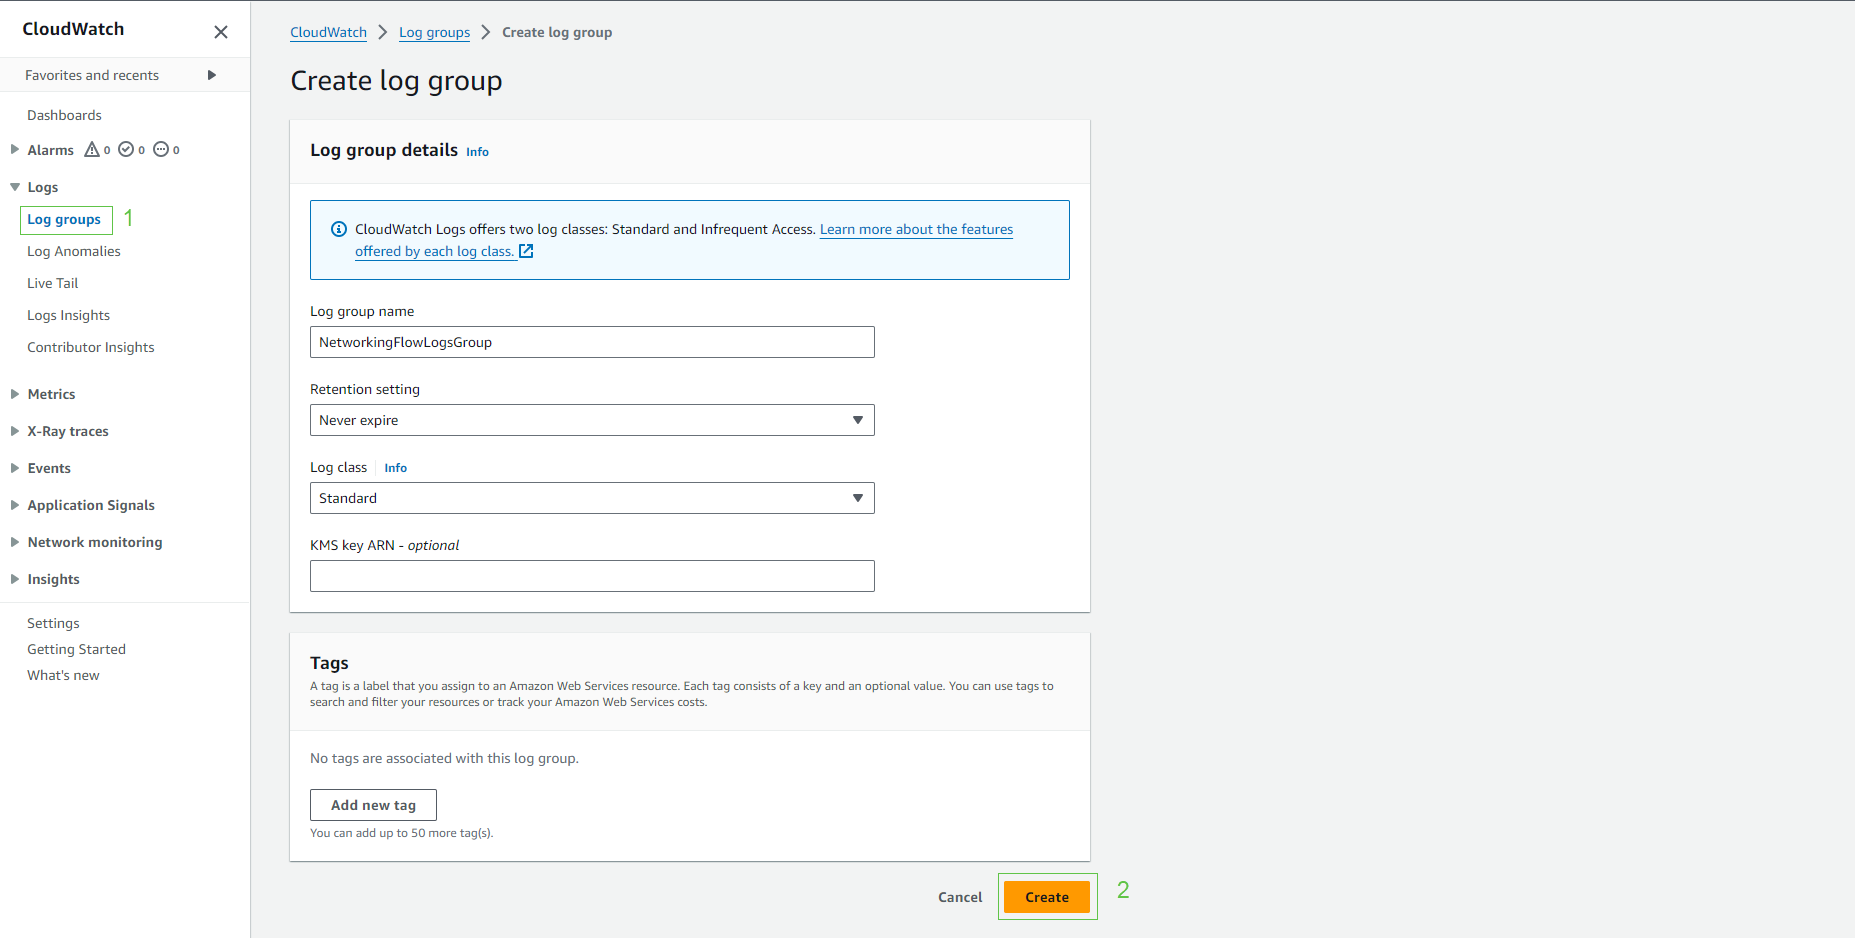 CloudWatch
Favorites and recents
Dashboards
Alarms 0 0 0
Logs
Log groups 1
Log Anomalies
Live Tail
Logs Insights
Contributor Insights
Metrics
X-Ray traces
Events
Application Signals
Network monitoring
Insights
Settings
Getting Started
What's new
CloudWatch Log groups Create log group
Create log group
Log group details Info
CloudWatch Logs offers two log classes: Standard and Infrequent Access. Learn more about the features
offered by each log class.
Log group name
NetworkingFlowLogsGroup
Retention setting
Never expire
Log class Info
Standard
KMS key ARN - optional
Tags
A tag is a label that you assign to an Amazon Web Services resource. Each tag consists of a key and an optional value. You can use tags to
search and filter your resources or track your Amazon Web Services costs.
No tags are associated with this log group.
Add new tag
You can add up to 50 more tag(s).
Cancel Create 2